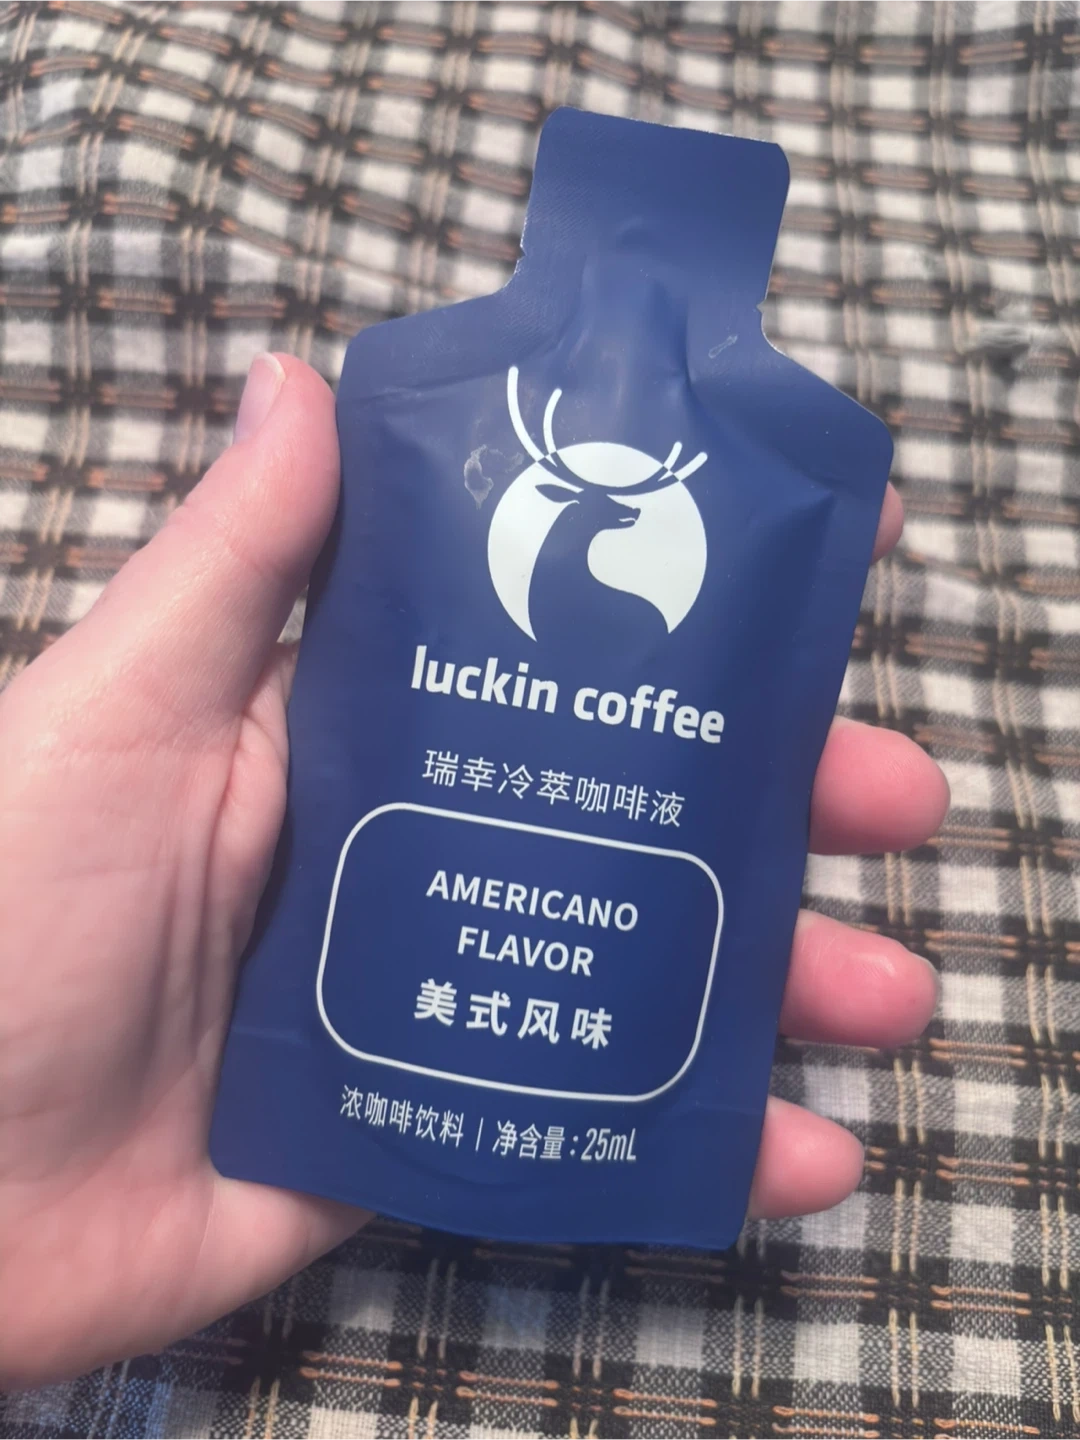 luckin coffee
瑞幸冷萃咖啡液
AMERICANO
FLAVOR
美式风味
浓咖啡饮料 | 净含量:25mL